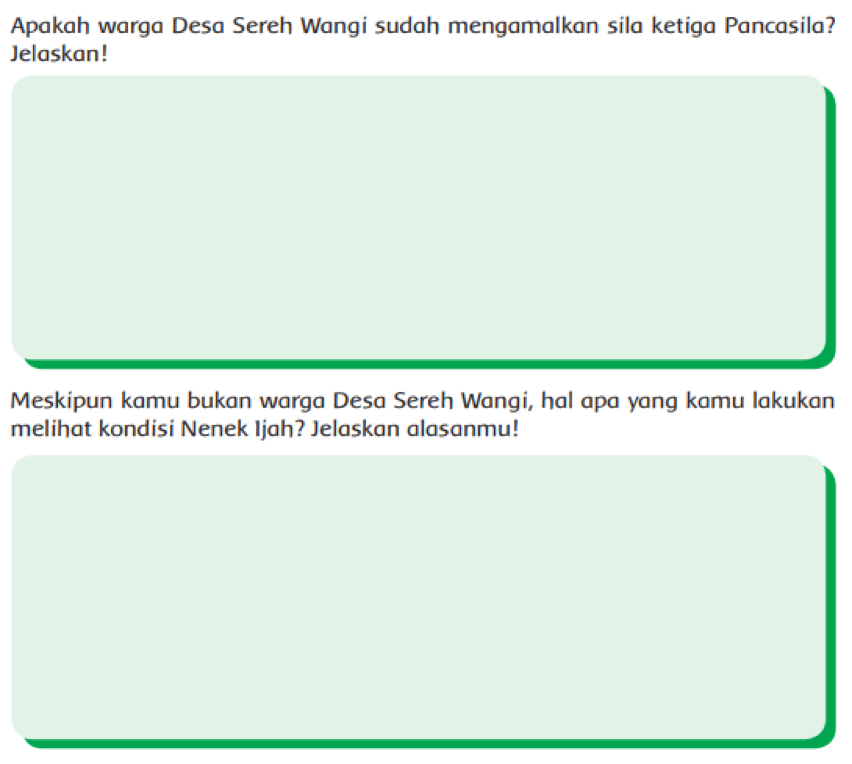 Apakah warga Desa Sereh Wangi sudah mengamalkan sila ketiga Pancasila?
Jelaskan!
Meskipun kamu bukan warga Desa Sereh Wangi, hal apa yang kamu lakukan
melihat kondisi Nenek Ijah? Jelaskan alasanmu!